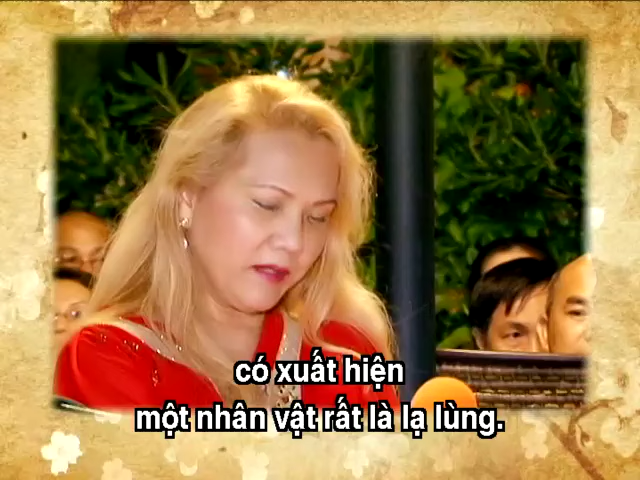 có xuất hiện
một nhân vật rất là lạ lùng.